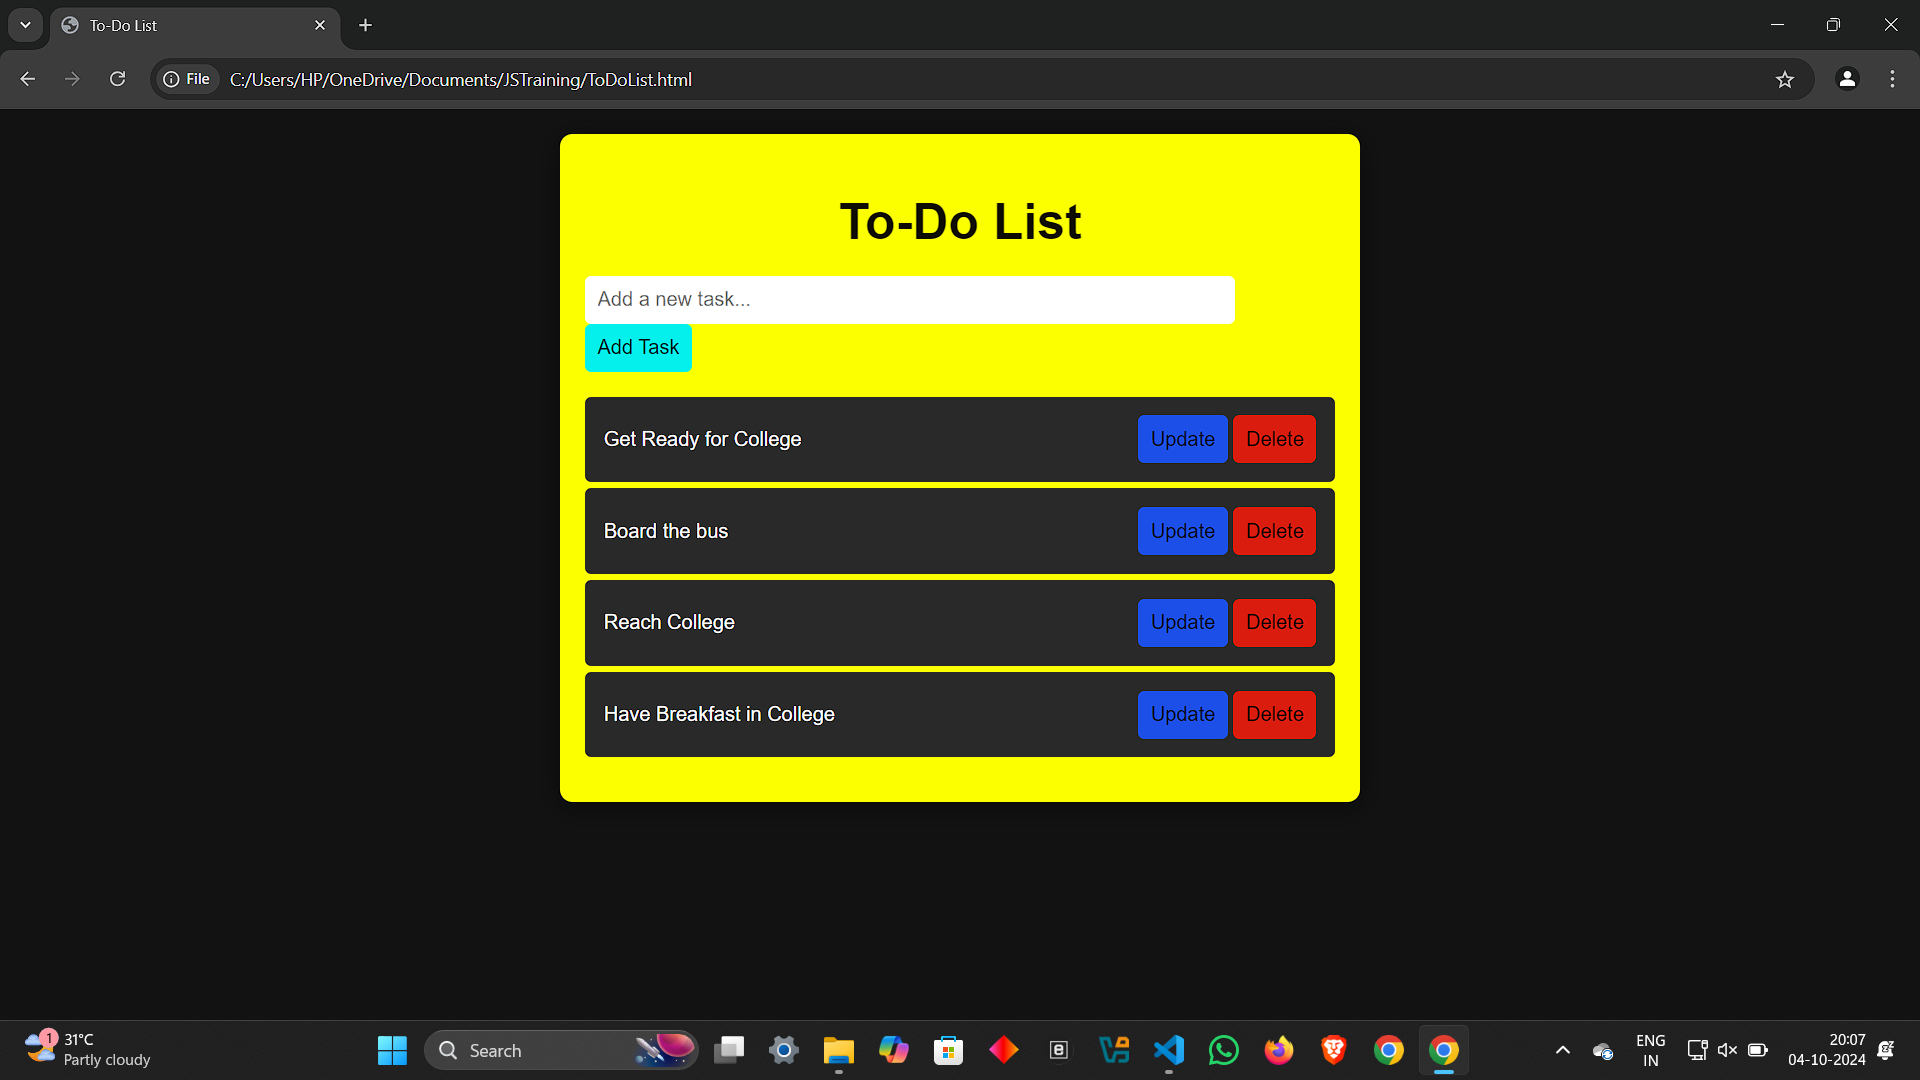 To-Do List
File C:/Users/HP/OneDrive/Documents/JSTraining/ToDoList.html
To-Do List
Add a new task...
Add Task
Get Ready for College Update Delete
Board the bus Update Delete
Reach College Update Delete
Have Breakfast in College Update Delete
1 31°C
Partly cloudy
Search
ENG
IN
20:07
04-10-2024